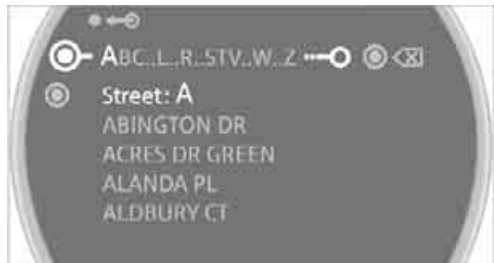 ABC..L..R..STV..W..Z
Street: A
ABINGTON DR
ACRES DR GREEN
ALANDA PL
ALDBURY CT